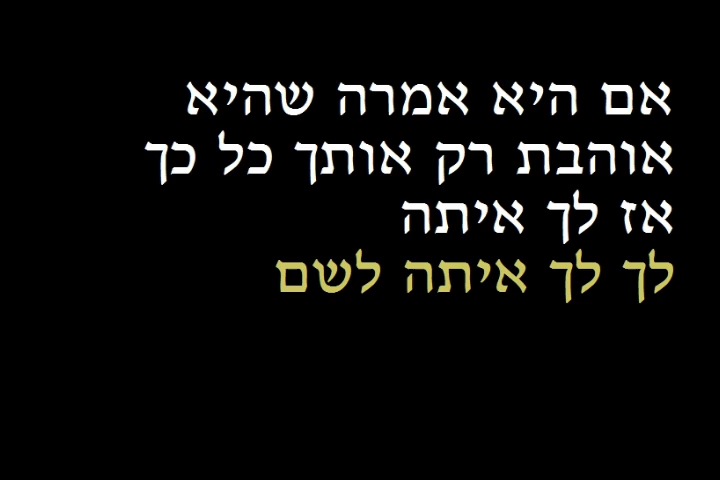 אם היא אמרה שהיא
אוהבת רק אותך כל כך
אז לך איתה
לך לך איתה לשם